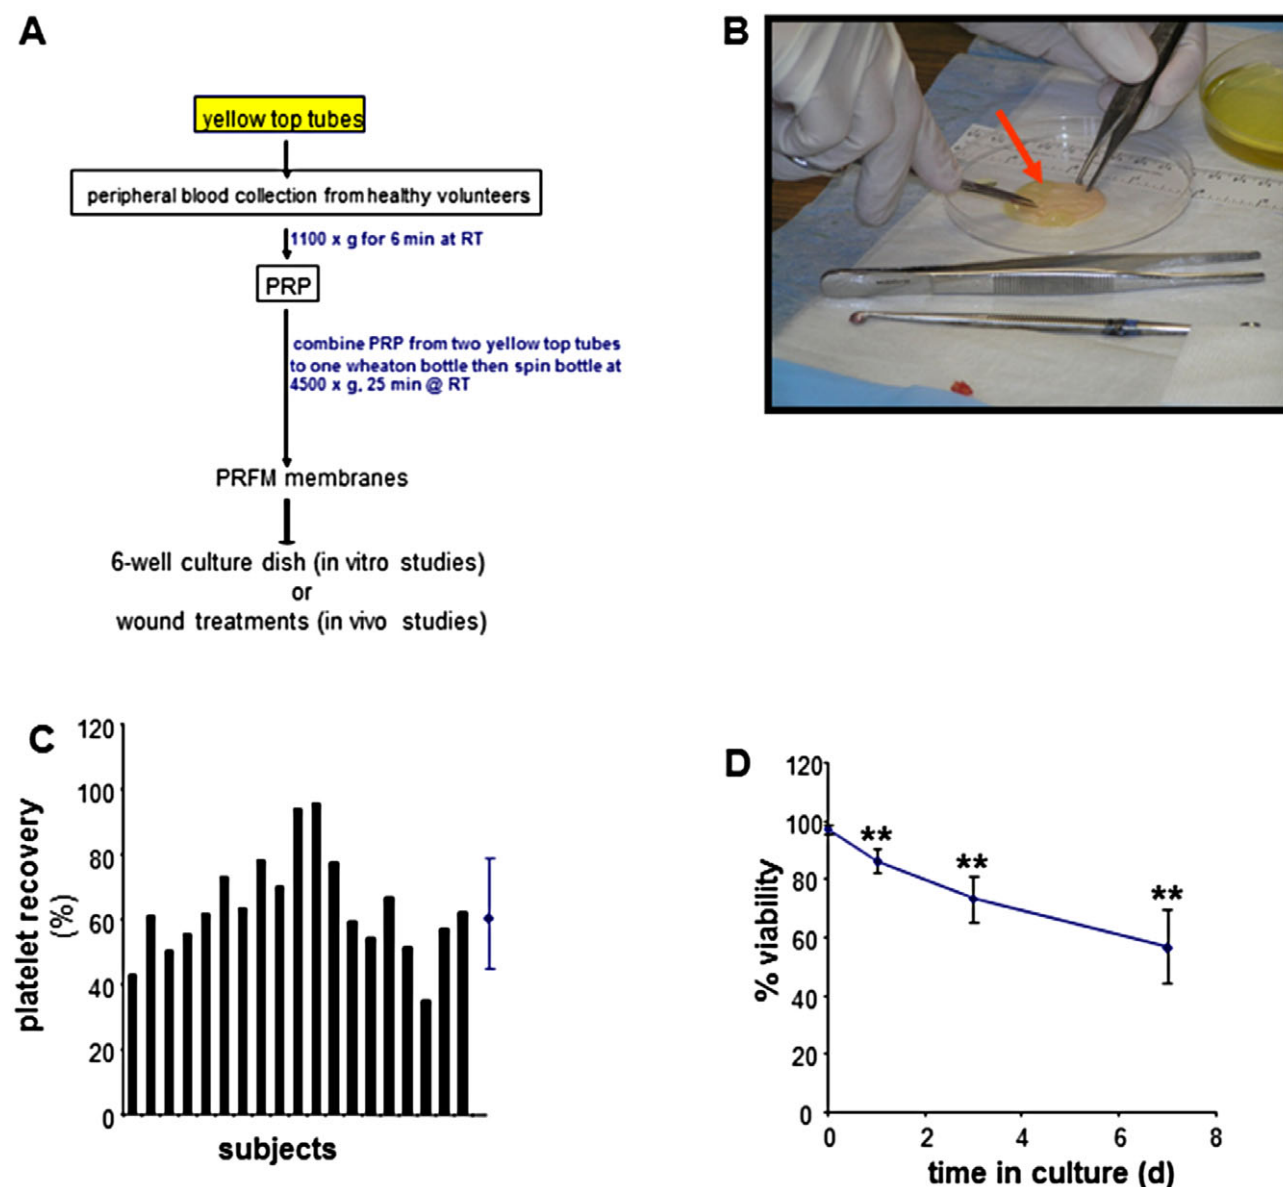 A
yellow top tubes
peripheral blood collection from healthy volunteers
1100 x g for 6 min at RT
PRP
combine PRP from two yellow top tubes
to one wheaton bottle then spin bottle at
4500 x g, 25 min @ RT
PRFM membranes
6-well culture dish (in vitro studies)
or
wound treatments (in vivo studies)
B
C
platelet recovery
(%)
120
100
80
60
40
20
0
subjects
D
% viability
120
100
80
60
40
20
0
**
**
**
0 2 4 6 8
time in culture (d)